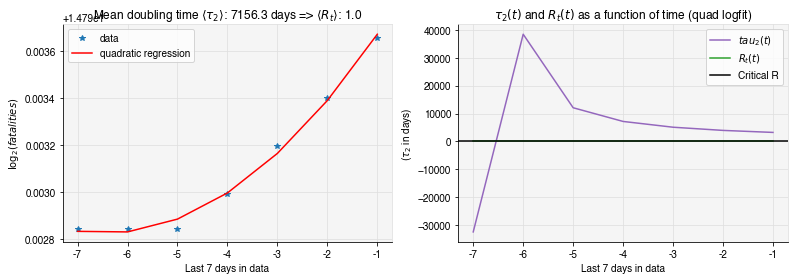 Mean doubling time ⟨τ₂⟩: 7156.3 days => ⟨Rₜ⟩: 1.0
0.0036
0.0034
0.0032
0.0030
0.0028
log₂(fatalities)
data
quadratic regression
-7 -6 -5 -4 -3 -2 -1
Last 7 days in data
τ₂(t) and Rₜ(t) as a function of time (quad logfit)
40000
30000
20000
10000
0
−10000
−20000
−30000
(τ₂ in days)
tau₂(t)
Rₜ(t)
Critical R
-7 -6 -5 -4 -3 -2 -1
Last 7 days in data